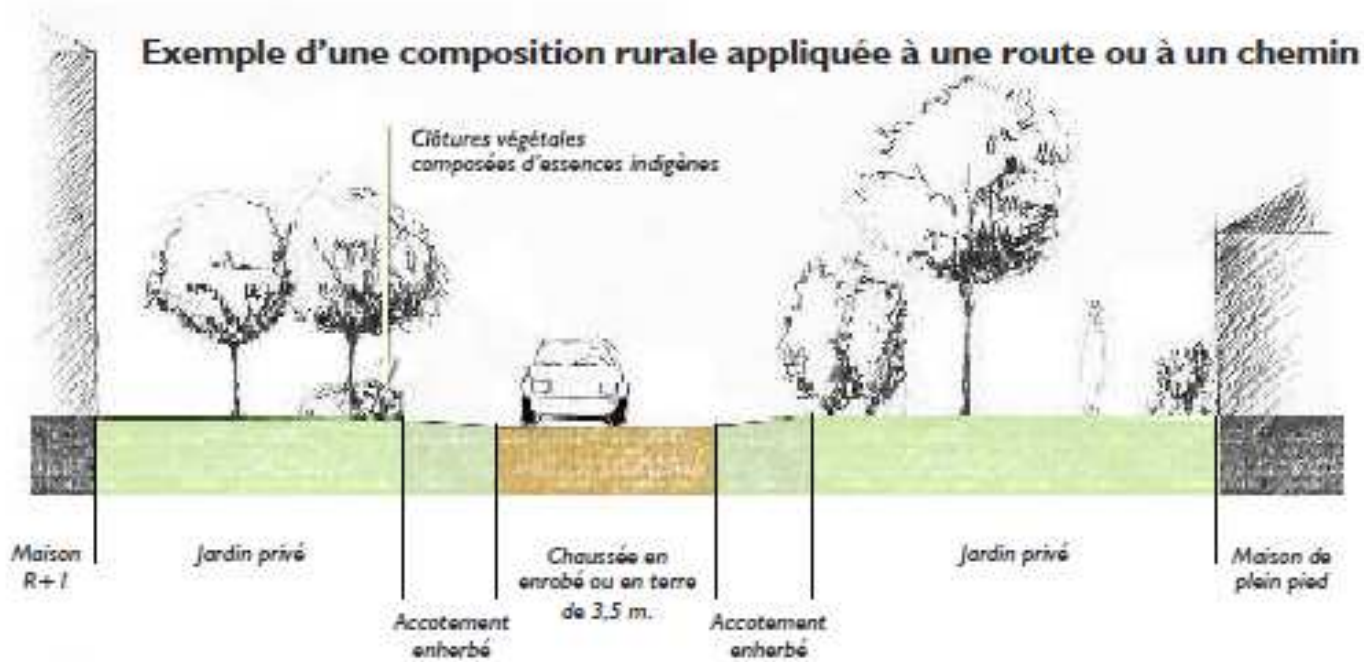 Exemple d'une composition rurale appliquée à une route ou à un chemin
Clôtures végétales
composées d'essences indigènes
Maison
R+1
Jardin privé
Accotement
enherbé
Chaussée en
enrobé ou en terre
de 3,5 m.
Accotement
enherbé
Jardin privé
Maison de
plein pied